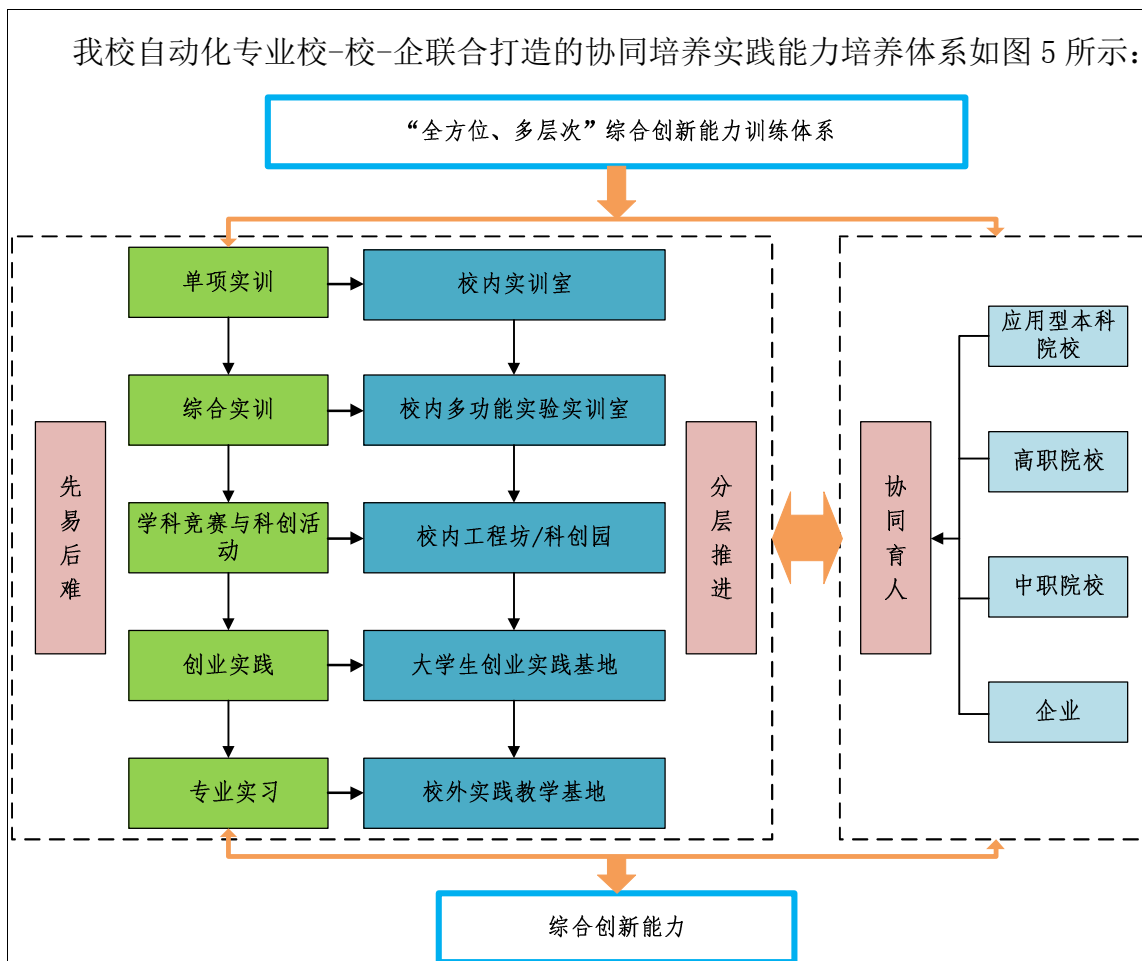 我校自动化专业校-校-企联合打造的协同培养实践能力培养体系如图 5 所示：
“全方位、多层次”综合创新能力训练体系
单项实训
校内实训室
综合实训
校内多功能实验实训室
学科竞赛与科创活
动
校内工程坊/科创园
创业实践
大学生创业实践基地
专业实习
校外实践教学基地
先易后难
分层推进
协同育人
应用型本科
院校
高职院校
中职院校
企业
综合创新能力